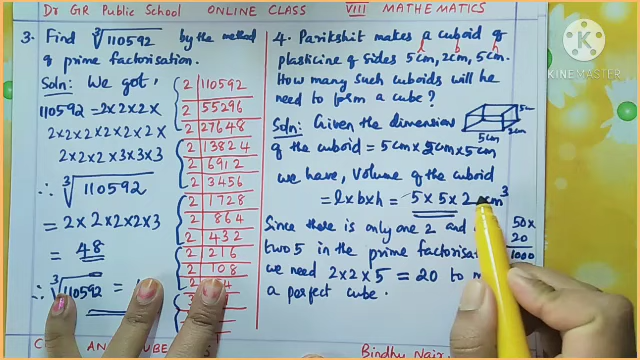 Dr GR Public School ONLINE CLASS VIII MATHEMATICS
3. Find ∛110592 by the method
of prime factorisation.
Soln: We got,
110592 = 2×2×2×
2×2×2×2×2×2×
2×2×2×3×3×3
∴ ∛110592
= 2×2×2×2×3
= 48
∴ ∛110592 =
2 110592
2 55296
2 27648
2 13824
2 6912
2 3456
2 1728
2 864
2 432
2 216
2 108
4. Parikshit makes a cuboid of
l b h
plasticine of sides 5cm, 2cm, 5cm.
How many such cuboids will he
need to form a cube?
Soln: Given the dimension
of the cuboid = 5cm×2cm×5cm
5cm
5cm
we have, Volume of the cuboid
= l×b×h = 5×5×2 cm³
Since there is only one 2 and
two 5 in the prime factorisa
we need 2×2×5 = 20 to m
a perfect cube.
50×
20
1000
KINEMASTER
Bindhu Nair